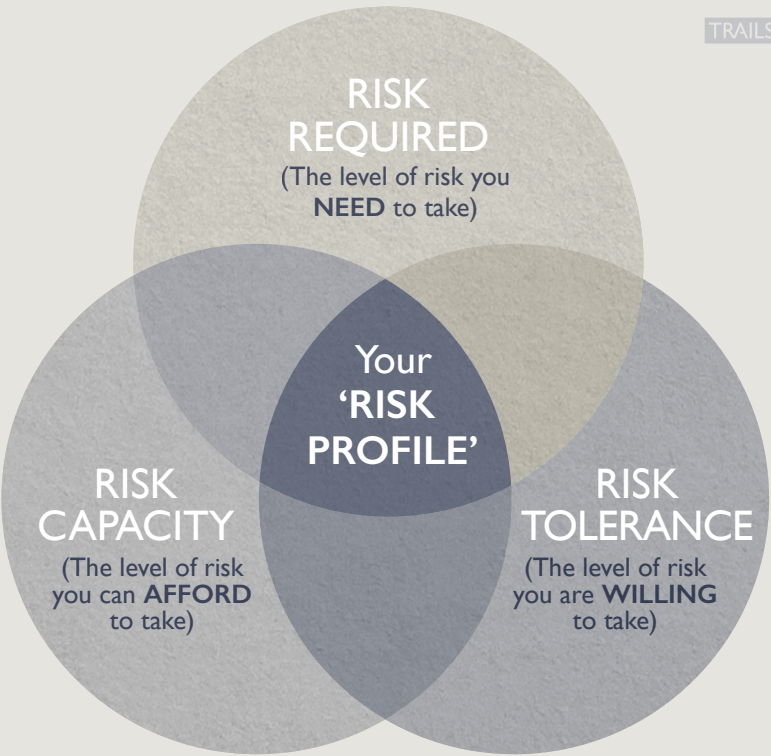 TRAILS
RISK
REQUIRED
(The level of risk you
NEED to take)
Your
‘RISK
PROFILE’
RISK
CAPACITY
(The level of risk
you can AFFORD
to take)
RISK
TOLERANCE
(The level of risk
you are WILLING
to take)